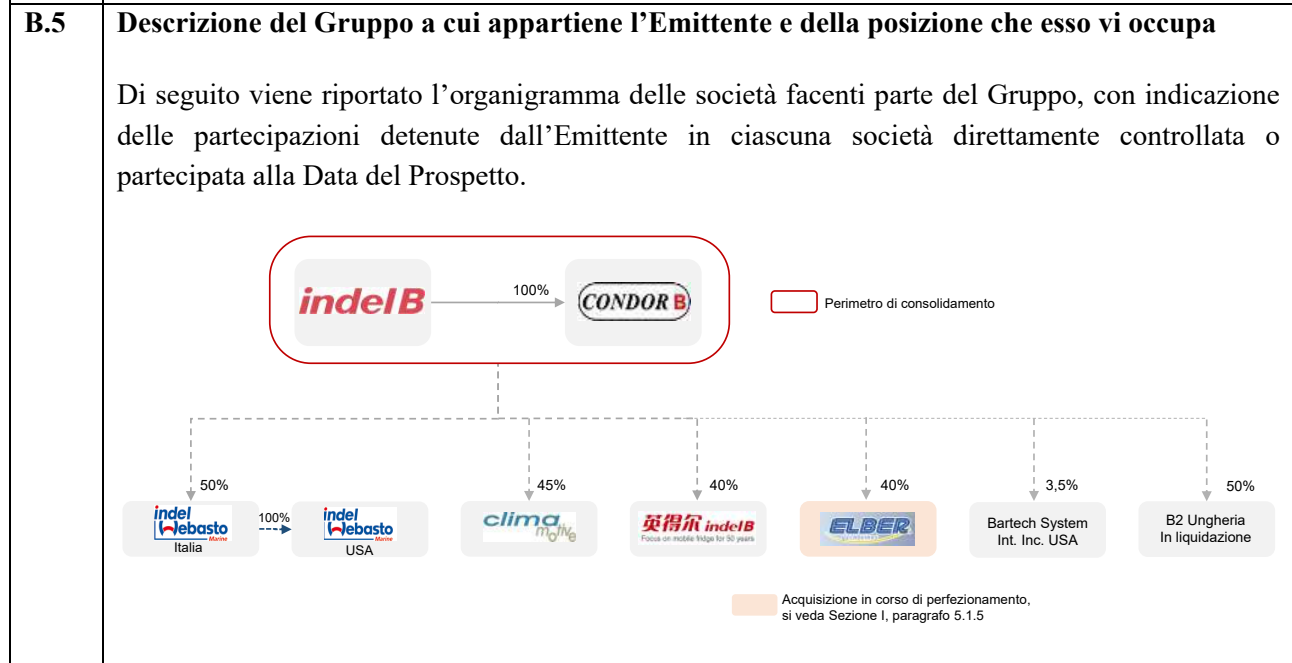 B.5 Descrizione del Gruppo a cui appartiene l’Emittente e della posizione che esso vi occupa
Di seguito viene riportato l’organigramma delle società facenti parte del Gruppo, con indicazione
delle partecipazioni detenute dall’Emittente in ciascuna società direttamente controllata o
partecipata alla Data del Prospetto.
indelB
100%
CONDOR B
Perimetro di consolidamento
50%
45%
40%
40%
3,5%
50%
indel
Webasto
Marine
Italia
100%
indel
Webasto
Marine
USA
clima
motive
英得尔 indelB
Focus on mobile fridge for 50 years
ELBER
Bartech System
Int. Inc. USA
B2 Ungheria
In liquidazione
Acquisizione in corso di perfezionamento,
si veda Sezione I, paragrafo 5.1.5